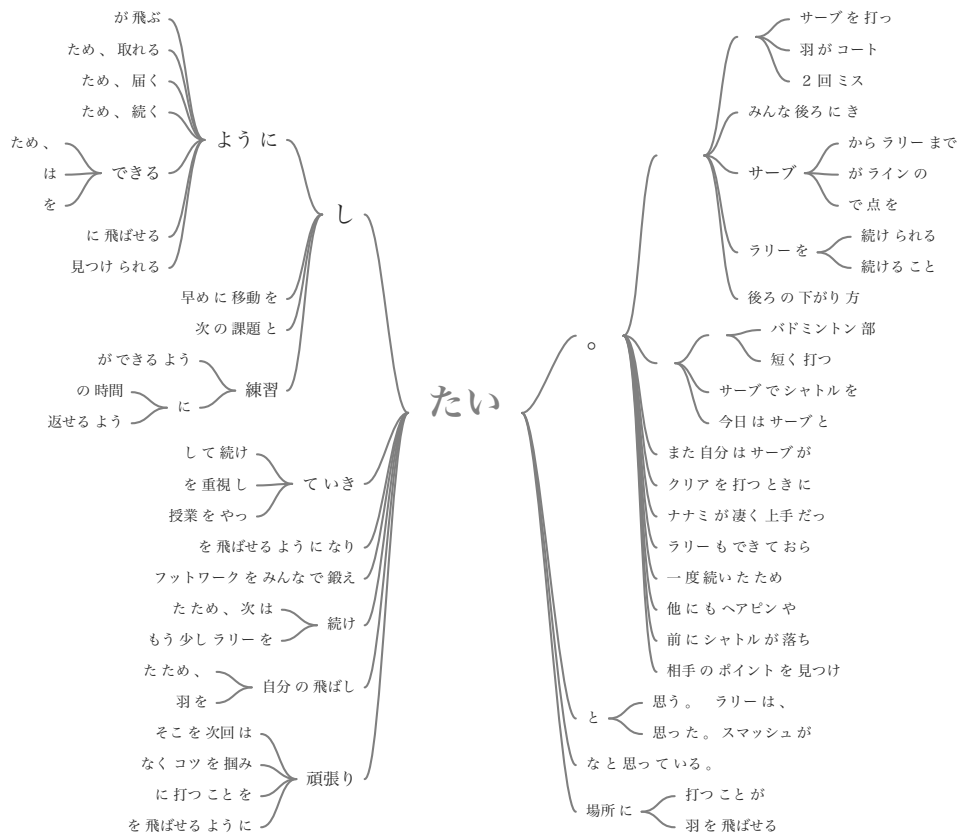 が 飛ぶ
ため 、 取れる
ため 、 届く
ため 、 続く
ように
ため 、
は
を
できる
に 飛ばせる
見つけ られる
し
早め に 移動 を
次 の 課題 と
が できる よう
の 時間
返せる よう
に
練習
して 続け
を 重視 し
授業 を やっ
て いき
を 飛ばせる よう に なり
フットワーク を みんな で 鍛え
た ため 、 次 は
もう 少し ラリー を
続け
た ため 、
羽 を
自分 の 飛ばし
そこ を 次回 は
なく コツ を 掴み
に 打つ こと を
を 飛ばせる よう に
頑張り
たい
サーブ を 打っ
羽 が コート
２ 回 ミス
みんな 後ろ に き
サーブ
から ラリー まで
が ライン の
で 点 を
ラリー を
続け られる
続ける こと
後ろ の 下がり 方
。
バドミントン 部
短く 打つ
サーブ で シャトル を
今日 は サーブ と
また 自分 は サーブ が
クリア を 打つ とき に
ナナミ が 凄く 上手 だっ
ラリー も でき て おら
一 度 続い た ため
他 に も ヘアピン や
前 に シャトル が 落ち
相手 の ポイント を 見つけ
と
思う 。　ラリー は 、
思っ た 。 スマッシュ が
な と 思っ て いる 。
場所 に
打つ こと が
羽 を 飛ばせる